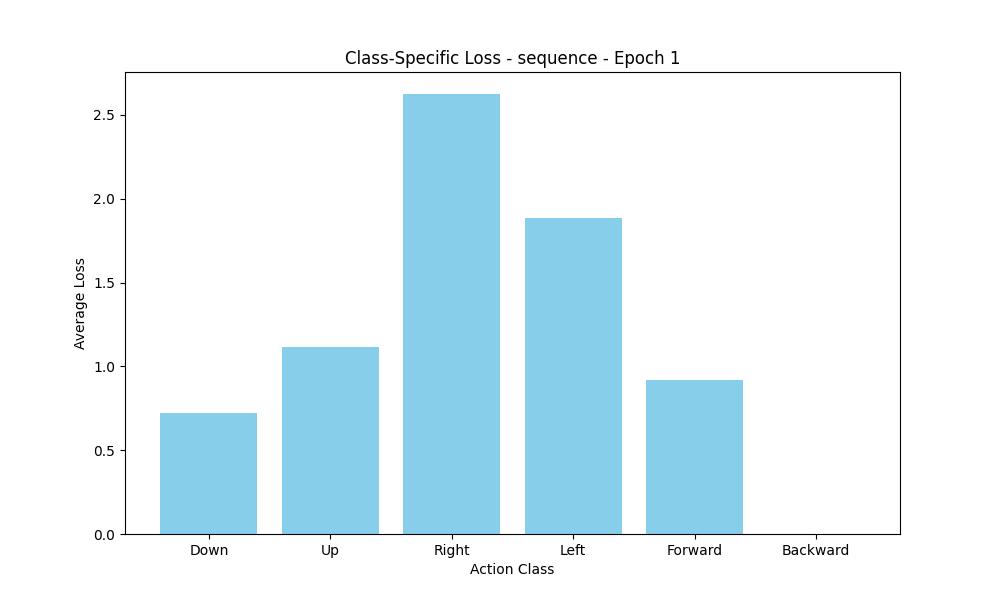 Class-Specific Loss - sequence - Epoch 1
Average Loss
2.5
2.0
1.5
1.0
0.5
0.0
Down Up Right Left Forward Backward
Action Class